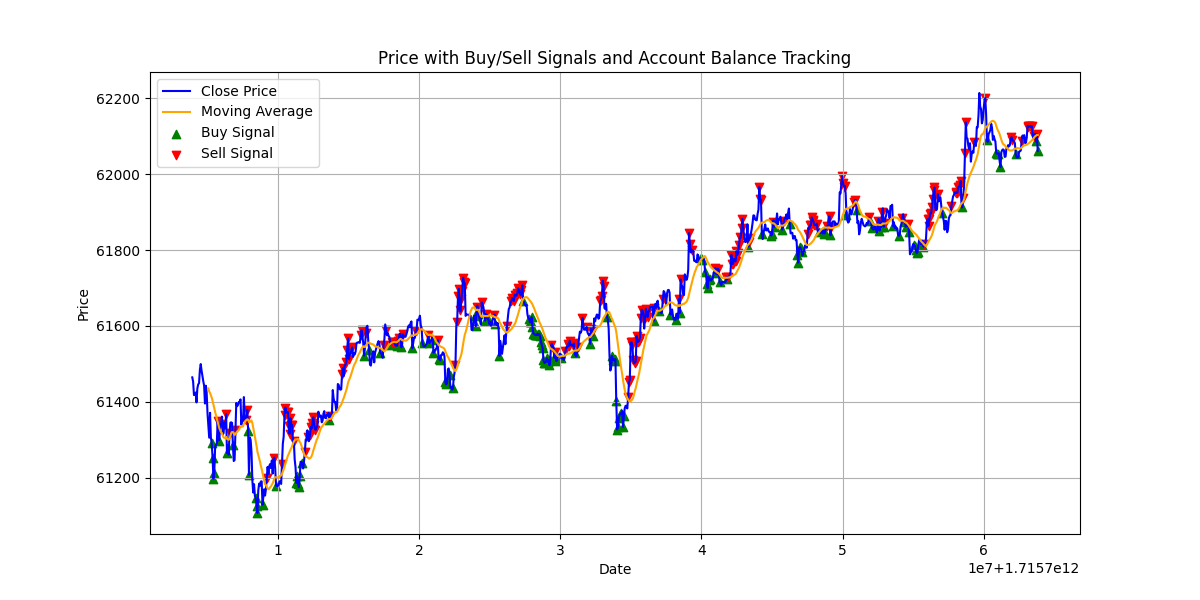 Price with Buy/Sell Signals and Account Balance Tracking
Close Price
Moving Average
Buy Signal
Sell Signal
Price
62200
62000
61800
61600
61400
61200
1 2 3 4 5 6
1e7+1.7157e12
Date